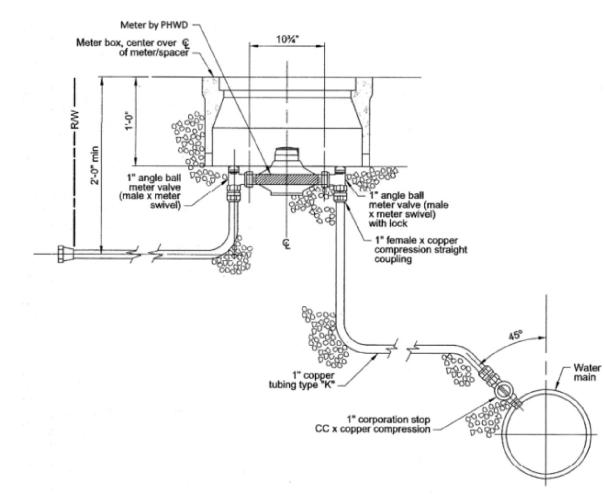 Meter by PHWD
Meter box, center over ℄
of meter/spacer
10¾"
R/W
2'-0" min
1'-0"
1" angle ball
meter valve
(male x meter
swivel)
1" angle ball
meter valve (male
x meter swivel)
with lock
℄
1" female x copper
compression straight
coupling
45°
Water
main
1" copper
tubing type "K"
1" corporation stop
CC x copper compression